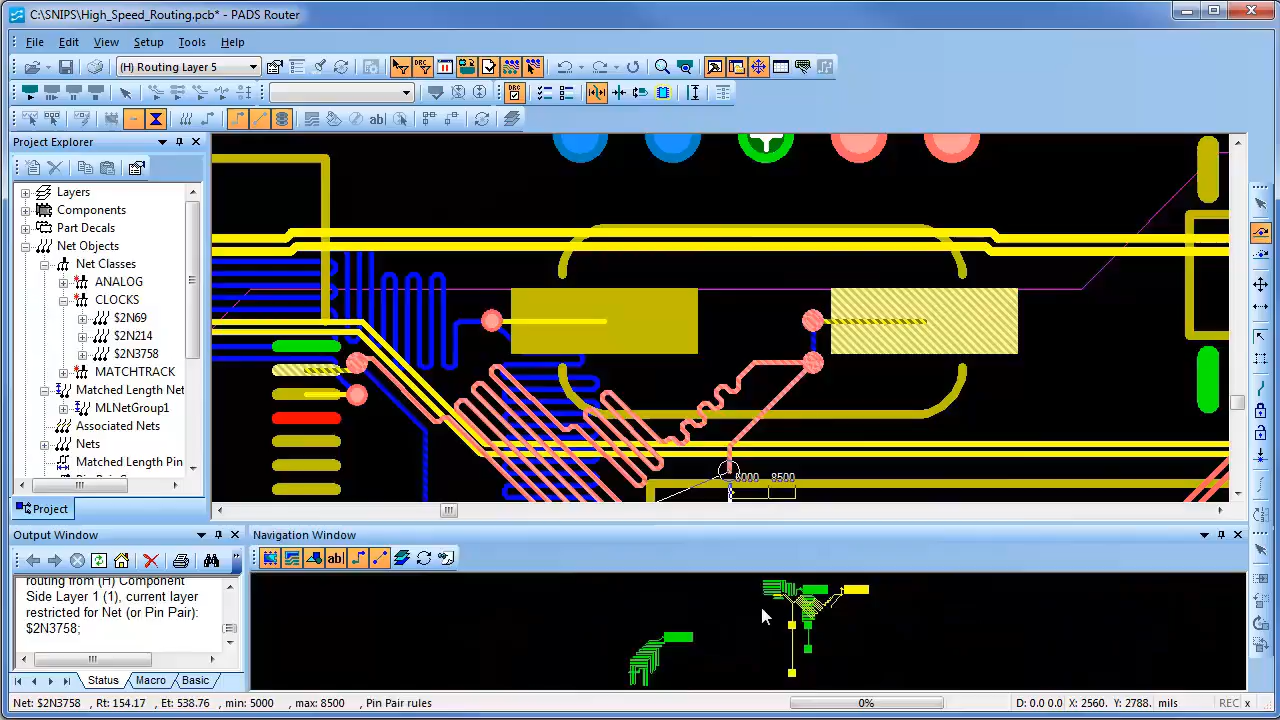 C:\SNIPS\High_Speed_Routing.pcb* - PADS Router
File Edit View Setup Tools Help
(H) Routing Layer 5
DRC
DRC
ab|
Project Explorer
Layers
Components
Part Decals
Net Objects
Net Classes
ANALOG
CLOCKS
$2N69
$2N214
$2N3758
MATCHTRACK
Matched Length Net
MLNetGroup1
Associated Nets
Nets
Matched Length Pin
Project
8500
Output Window
Navigation Window
ab|
routing from (H) Component
Side Layer 1 (1), current layer
restricted for Net (or Pin Pair):
$2N3758;
Status Macro Basic
Net: $2N3758 Rt: 154.17 , Et: 538.76 min: 5000 , max: 8500 , Pin Pair rules 0% D: 0.0 0.0 X: 2560. Y: 2788. mils REC x